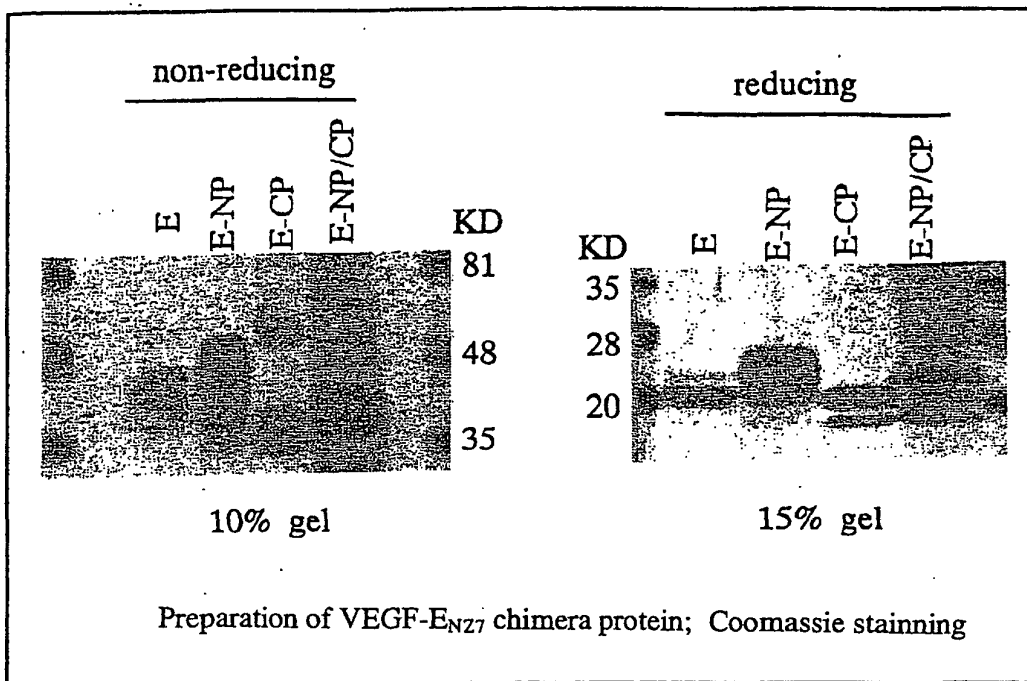 non-reducing
E
E-NP
E-CP
E-NP/CP
KD
81
48
35
10% gel
reducing
E
E-NP
E-CP
E-NP/CP
KD
35
28
20
15% gel
Preparation of VEGF-ENZ7 chimera protein; Coomassie stainning